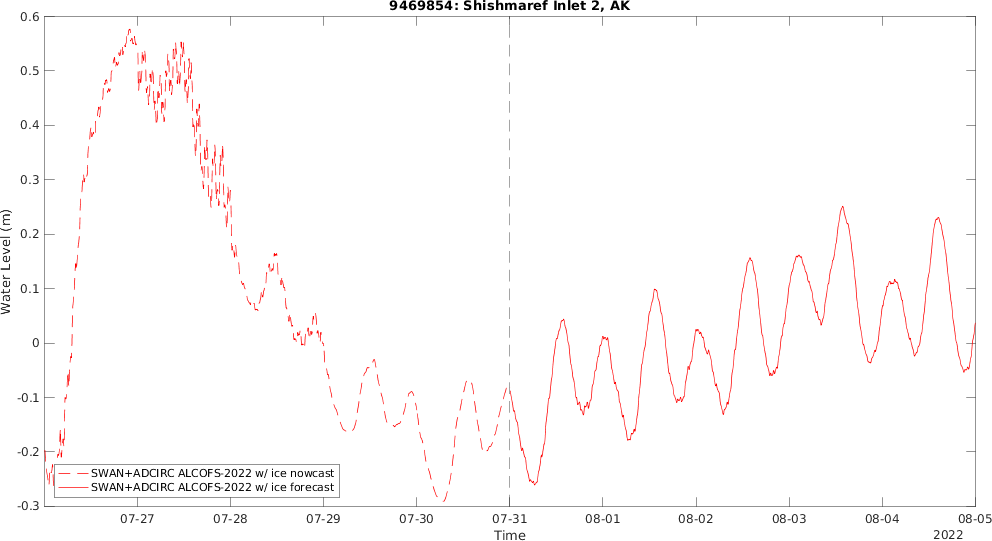 9469854: Shishmaref Inlet 2, AK
0.6
0.5
0.4
0.3
0.2
0.1
0
-0.1
-0.2
-0.3
Water Level (m)
SWAN+ADCIRC ALCOFS-2022 w/ ice nowcast
SWAN+ADCIRC ALCOFS-2022 w/ ice forecast
07-27 07-28 07-29 07-30 07-31 08-01 08-02 08-03 08-04 08-05
Time
2022